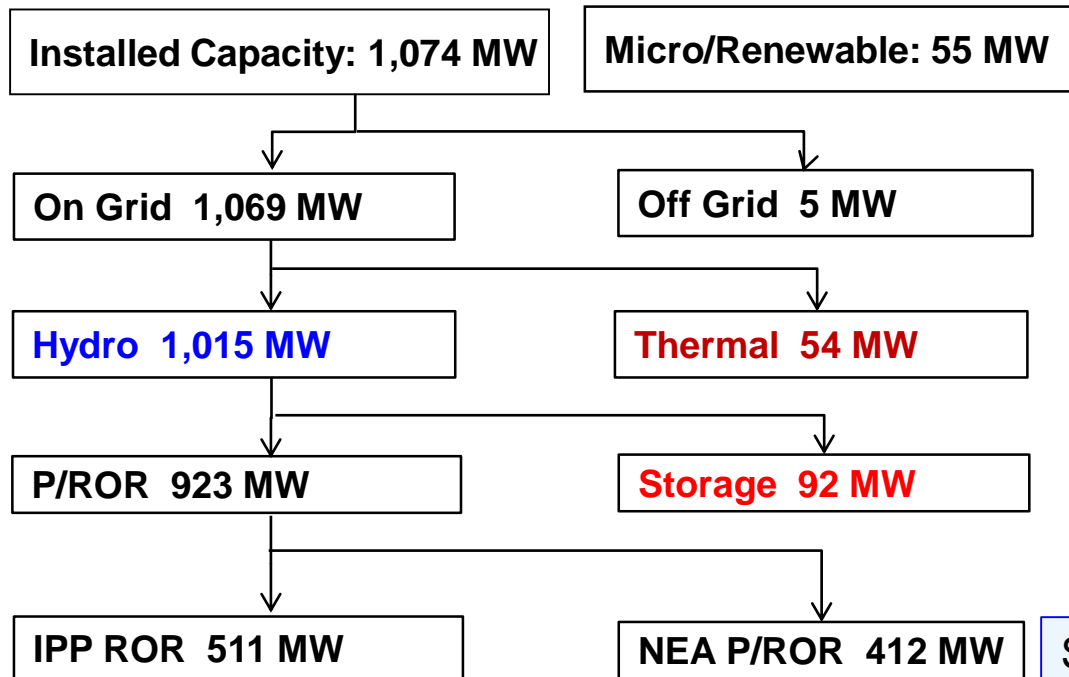 Installed Capacity: 1,074 MW
Micro/Renewable: 55 MW
On Grid 1,069 MW
Off Grid 5 MW
Hydro 1,015 MW
Thermal 54 MW
P/ROR 923 MW
Storage 92 MW
IPP ROR 511 MW
NEA P/ROR 412 MW